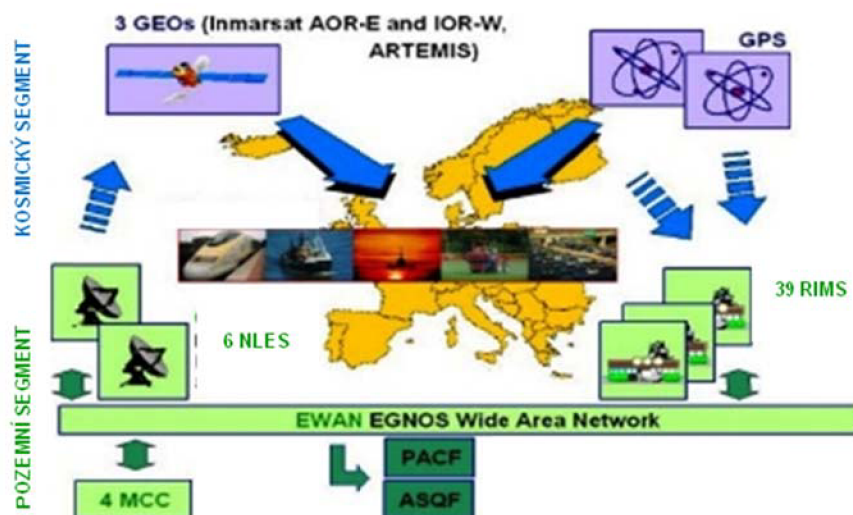 3 GEOs (Inmarsat AOR-E and IOR-W,
ARTEMIS)
GPS
KOSMICKÝ SEGMENT
39 RIMS
6 NLES
POZEMNÍ SEGMENT
EWAN EGNOS Wide Area Network
PACF
4 MCC
ASQF